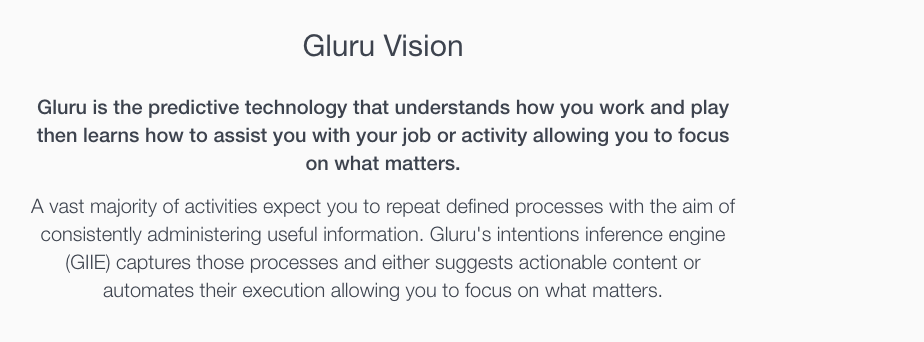 Gluru Vision
Gluru is the predictive technology that understands how you work and play
then learns how to assist you with your job or activity allowing you to focus
on what matters.
A vast majority of activities expect you to repeat defined processes with the aim of
consistently administering useful information. Gluru's intentions inference engine
(GIIE) captures those processes and either suggests actionable content or
automates their execution allowing you to focus on what matters.